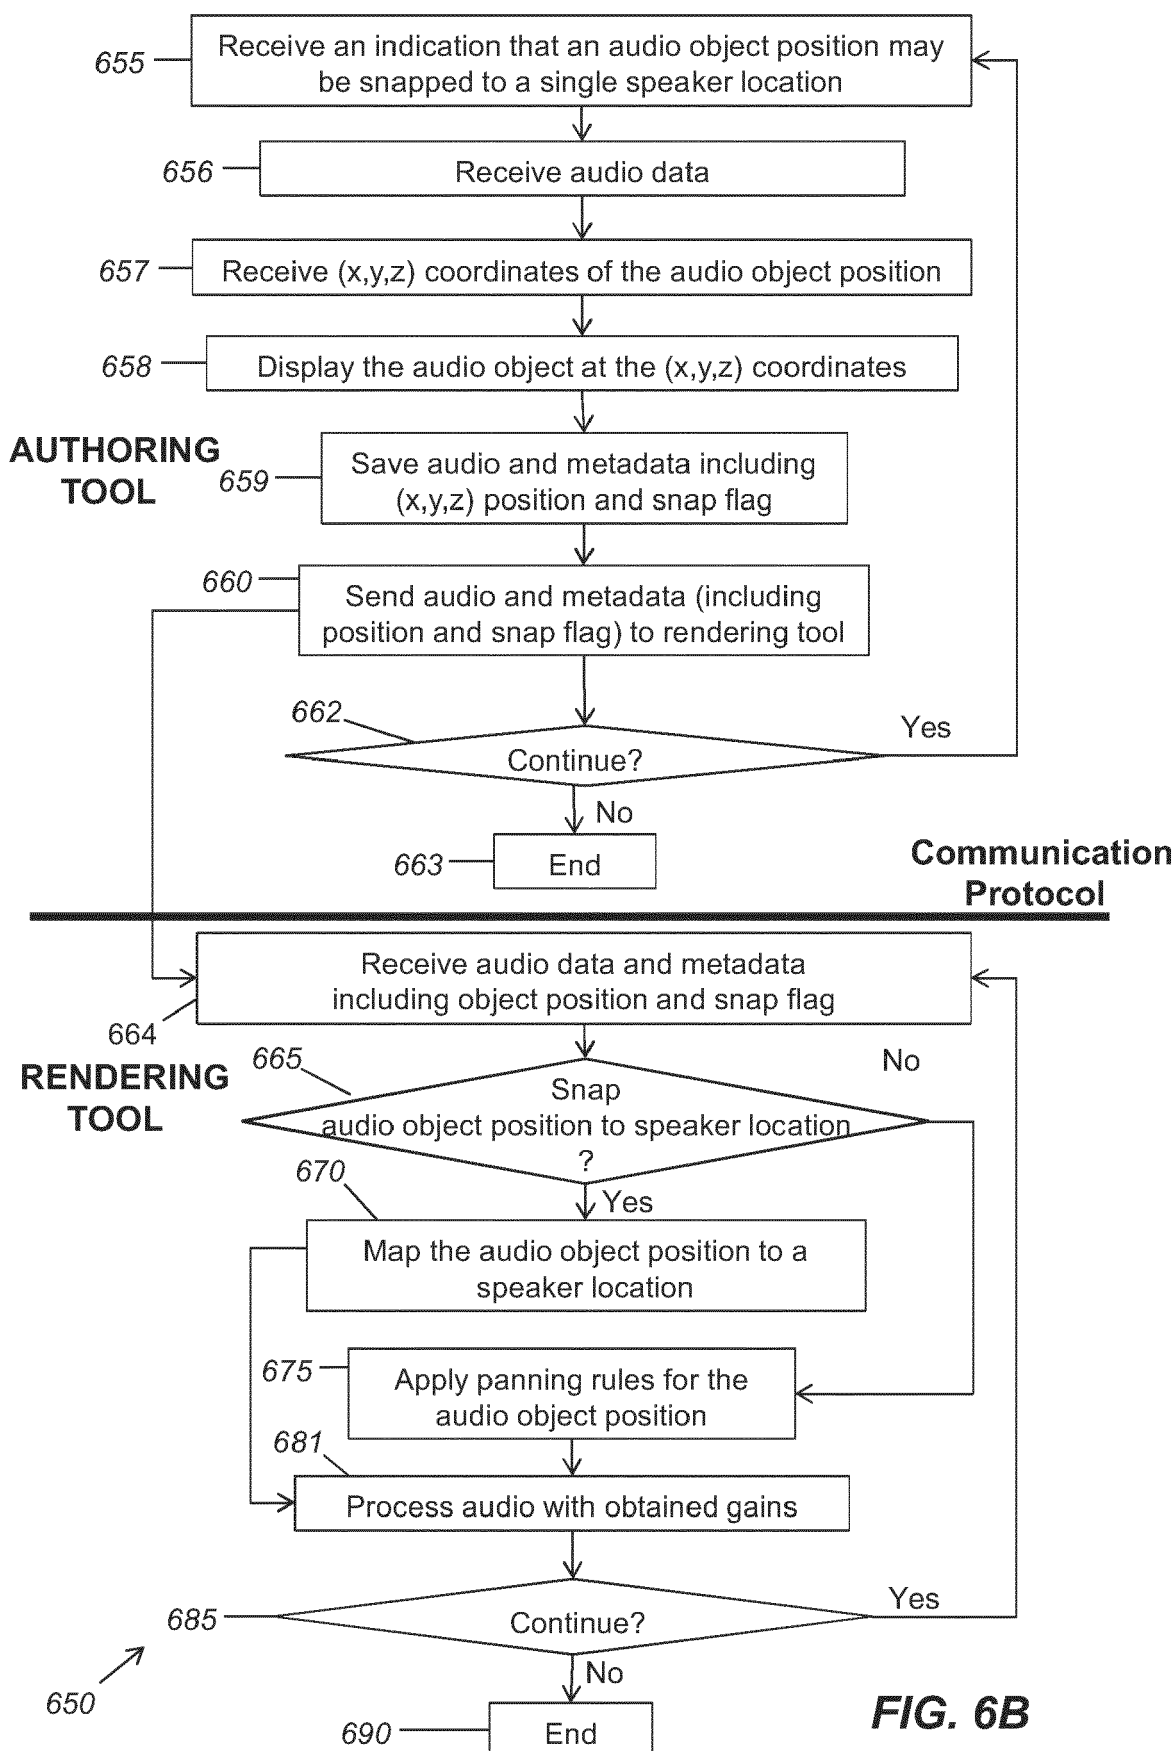 655
Receive an indication that an audio object position may
be snapped to a single speaker location
656
Receive audio data
657
Receive (x,y,z) coordinates of the audio object position
658
Display the audio object at the (x,y,z) coordinates
AUTHORING
TOOL
659
Save audio and metadata including
(x,y,z) position and snap flag
660
Send audio and metadata (including
position and snap flag) to rendering tool
662
Continue?
Yes
No
663
End
Communication
Protocol
Receive audio data and metadata
including object position and snap flag
664
RENDERING
TOOL
665
No
Snap
audio object position to speaker location
?
670
Yes
Map the audio object position to a
speaker location
675
Apply panning rules for the
audio object position
681
Process audio with obtained gains
685
Continue?
Yes
No
650
690
End
FIG. 6B